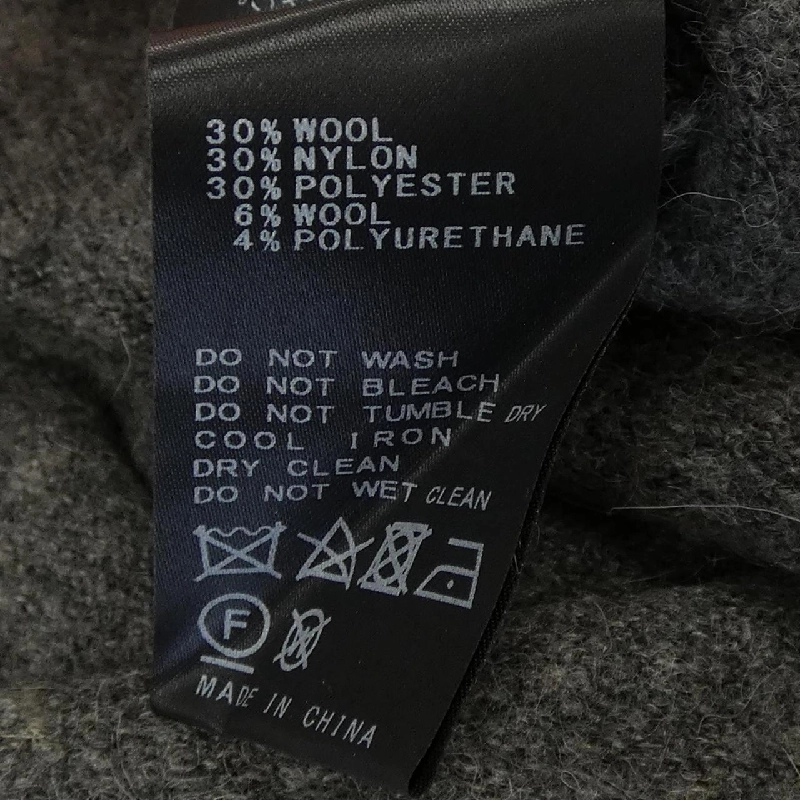 30% WOOL
30% NYLON
30% POLYESTER
6% WOOL
4% POLYURETHANE
DO NOT WASH
DO NOT BLEACH
DO NOT TUMBLE DRY
COOL IRON
DRY CLEAN
DO NOT WET CLEAN
F
MADE IN CHINA